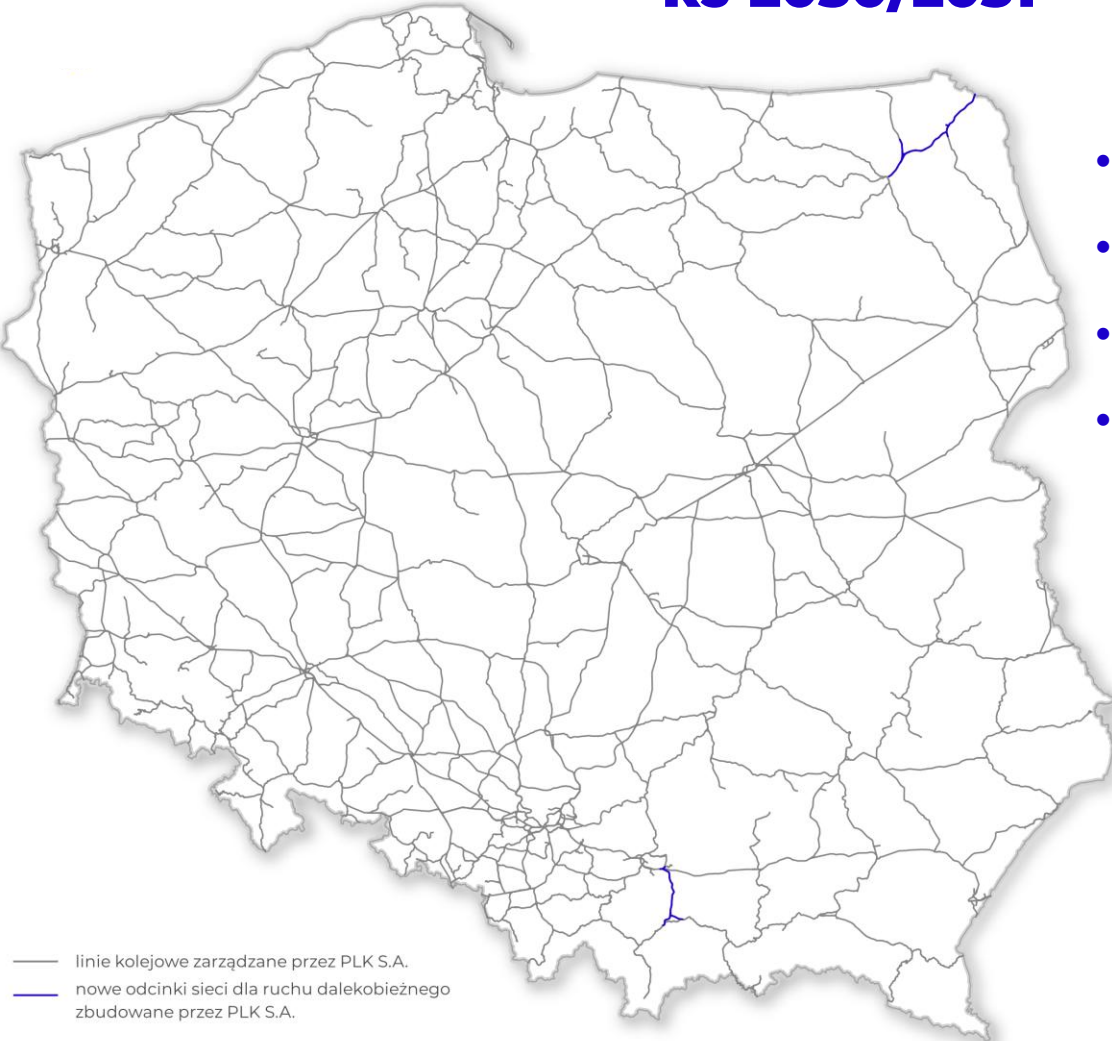 linie kolejowe zarządzane przez PLK S.A.
nowe odcinki sieci dla ruchu dalekobieżnego
zbudowane przez PLK S.A.